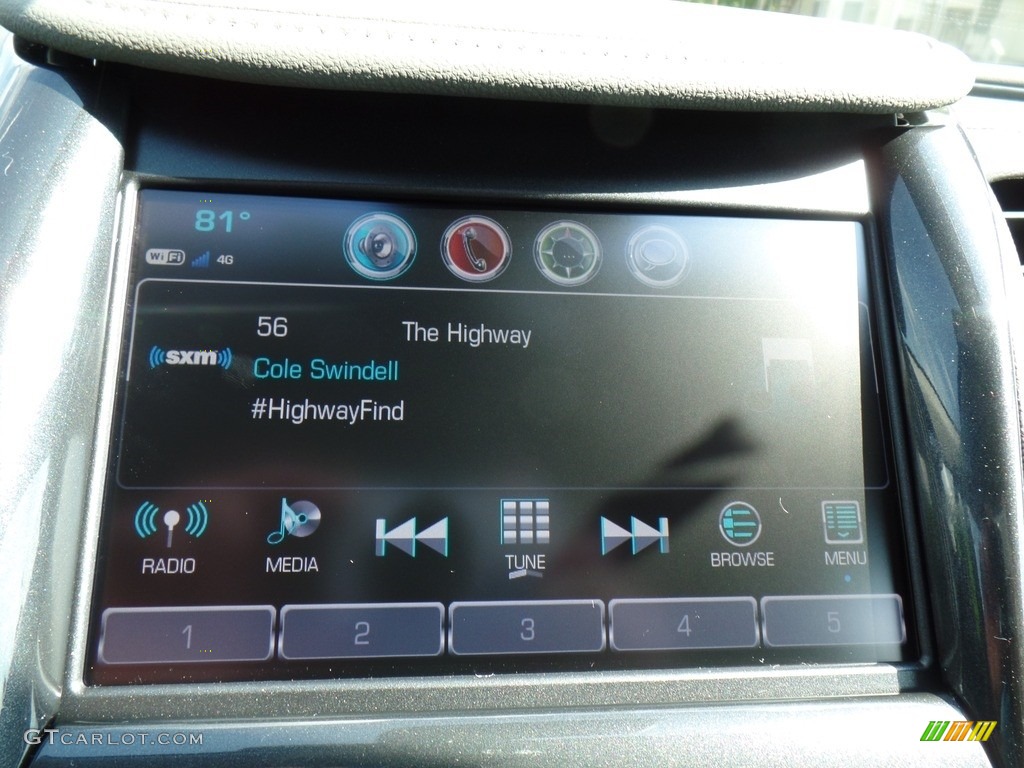 81°
WiFi 4G
56 The Highway
sxm
Cole Swindell
#HighwayFind
RADIO MEDIA TUNE BROWSE MENU
1 2 3 4 5
GTCARLOT.COM